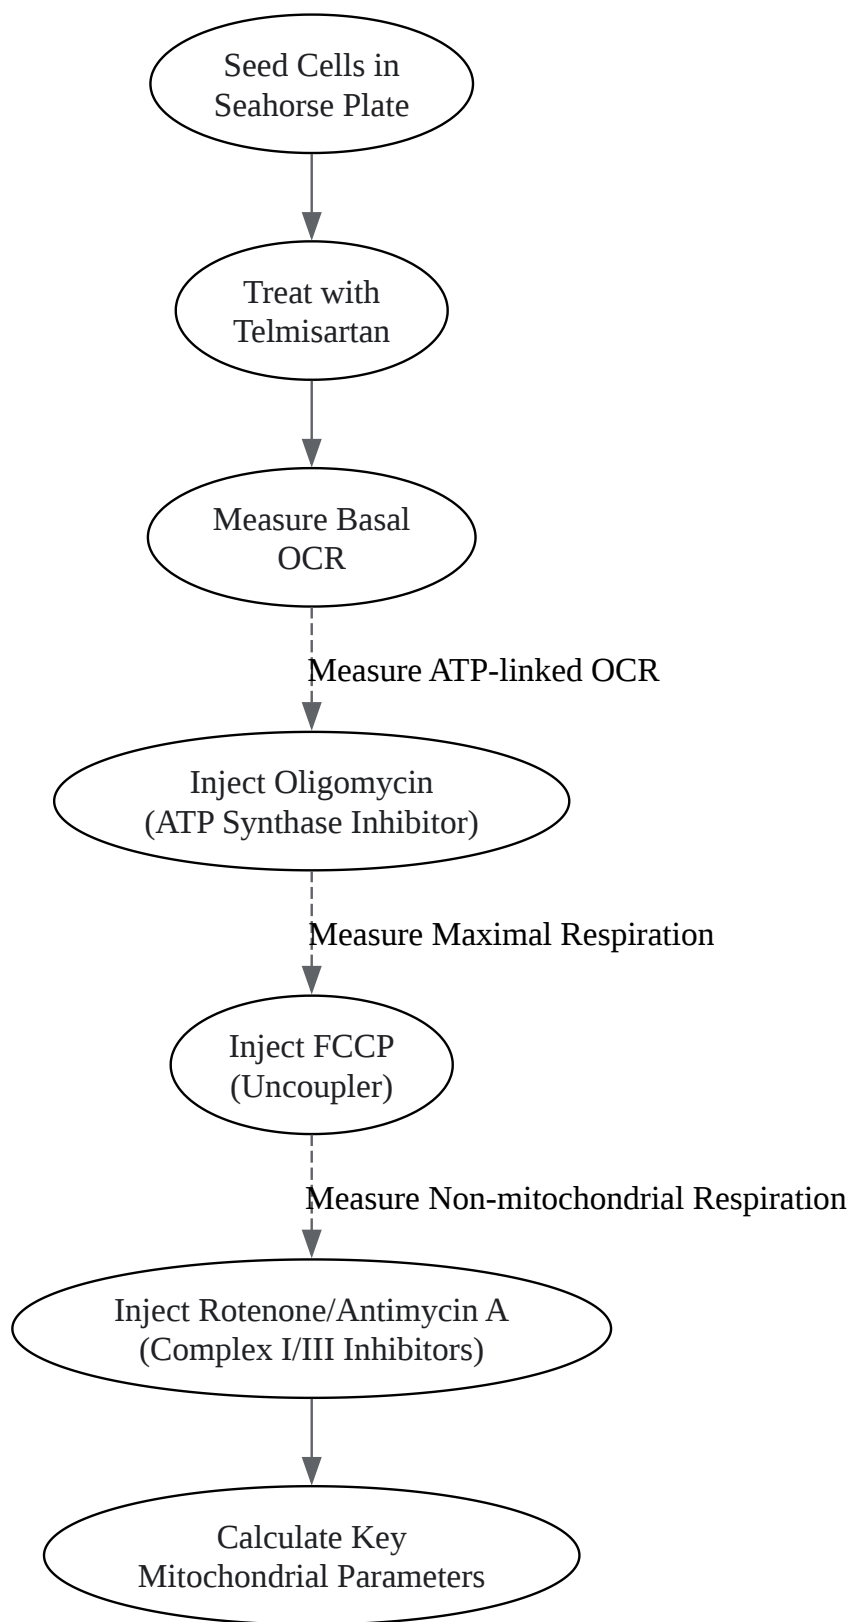 Seed Cells in
Seahorse Plate
Treat with
Telmisartan
Measure Basal
OCR
Measure ATP-linked OCR
Inject Oligomycin
(ATP Synthase Inhibitor)
Measure Maximal Respiration
Inject FCCP
(Uncoupler)
Measure Non-mitochondrial Respiration
Inject Rotenone/Antimycin A
(Complex I/III Inhibitors)
Calculate Key
Mitochondrial Parameters